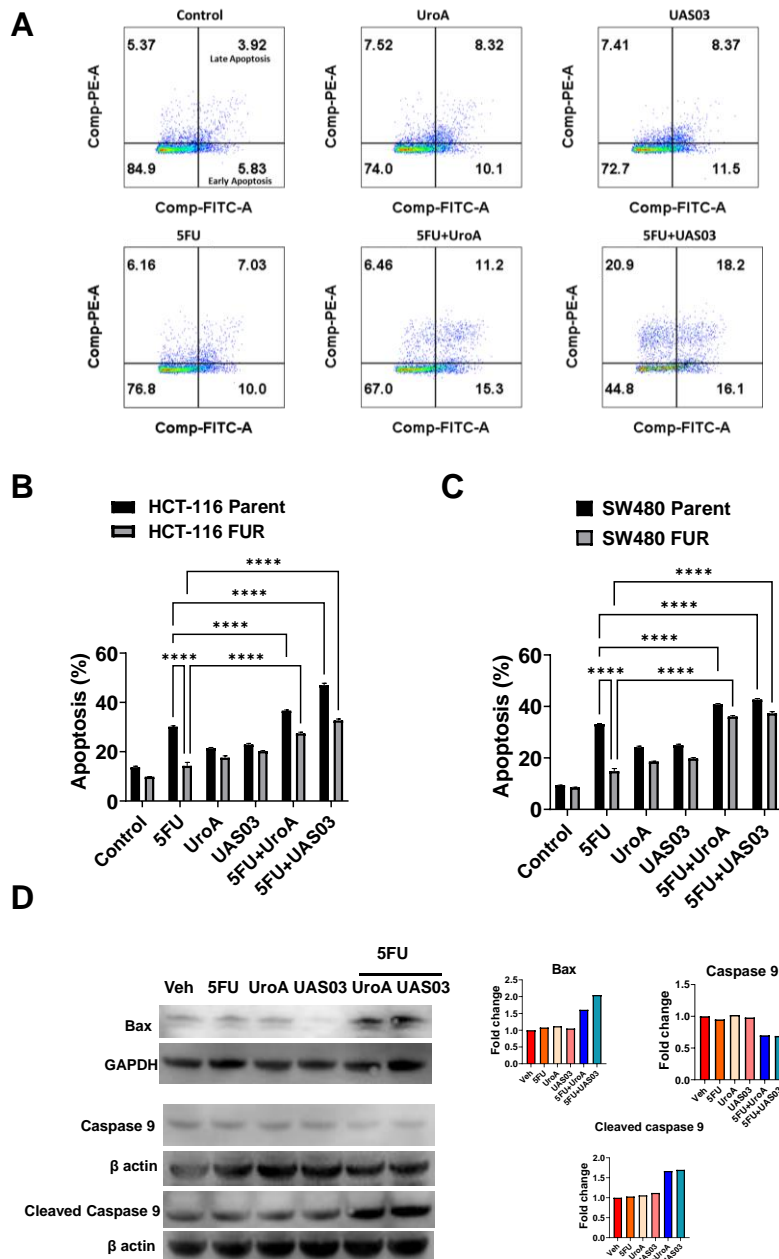 A
Control
UroA
UAS03
5.37
3.92
Late Apoptosis
84.9
5.83
Early Apoptosis
Comp-PE-A
Comp-FITC-A
7.52
8.32
74.0
10.1
Comp-PE-A
Comp-FITC-A
7.41
8.37
72.7
11.5
Comp-PE-A
Comp-FITC-A
5FU
5FU+UroA
5FU+UAS03
6.16
7.03
76.8
10.0
Comp-PE-A
Comp-FITC-A
6.46
11.2
67.0
15.3
Comp-PE-A
Comp-FITC-A
20.9
18.2
44.8
16.1
Comp-PE-A
Comp-FITC-A
B
HCT-116 Parent
HCT-116 FUR
****
****
****
**** ****
Apoptosis (%)
60
40
20
0
Control
5FU
UroA
UAS03
5FU+UroA
5FU+UAS03
C
SW480 Parent
SW480 FUR
****
****
****
**** ****
Apoptosis (%)
60
40
20
0
Control
5FU
UroA
UAS03
5FU+UroA
5FU+UAS03
D
5FU
Veh 5FU UroA UAS03 UroA UAS03
Bax
GAPDH
Caspase 9
β actin
Cleaved Caspase 9
β actin
Bax
Fold change
2.5
2.0
1.5
1.0
0.5
0.0
Veh
5FU
UroA
UAS03
5FU+UroA
5FU+UAS03
Caspase 9
Fold change
1.5
1.0
0.5
0.0
Veh
5FU
UroA
UAS03
5FU+UroA
5FU+UAS03
Cleaved caspase 9
Fold change
2.0
1.5
1.0
0.5
0.0
Veh
5FU
UroA
UAS03
5FU+UroA
5FU+UAS03